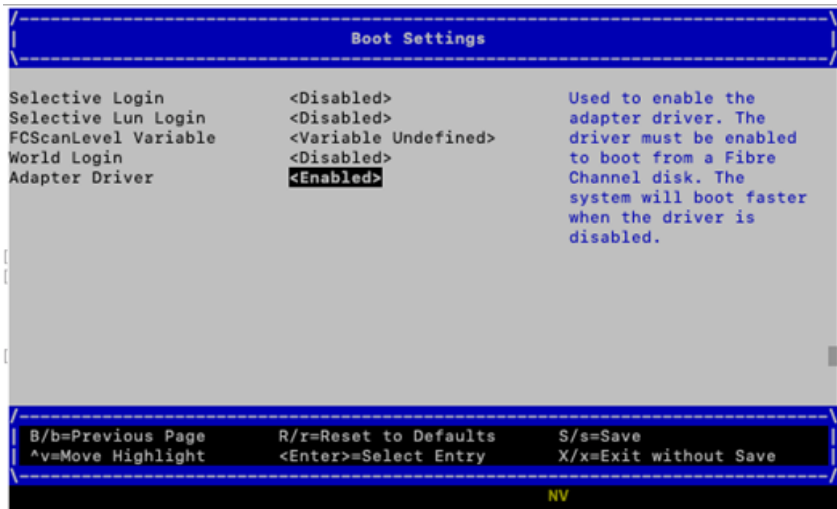 Boot Settings
Selective Login <Disabled>
Selective Lun Login <Disabled>
FCScanLevel Variable <Variable Undefined>
World Login <Disabled>
Adapter Driver <Enabled>
Used to enable the
adapter driver. The
driver must be enabled
to boot from a Fibre
Channel disk. The
system will boot faster
when the driver is
disabled.
B/b=Previous Page R/r=Reset to Defaults S/s=Save
^v=Move Highlight <Enter>=Select Entry X/x=Exit without Save
NV